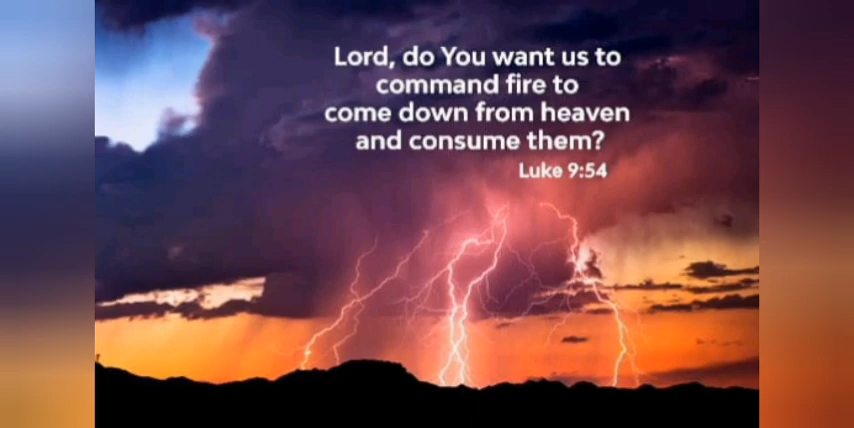 Lord, do You want us to
command fire to
come down from heaven
and consume them?
Luke 9:54